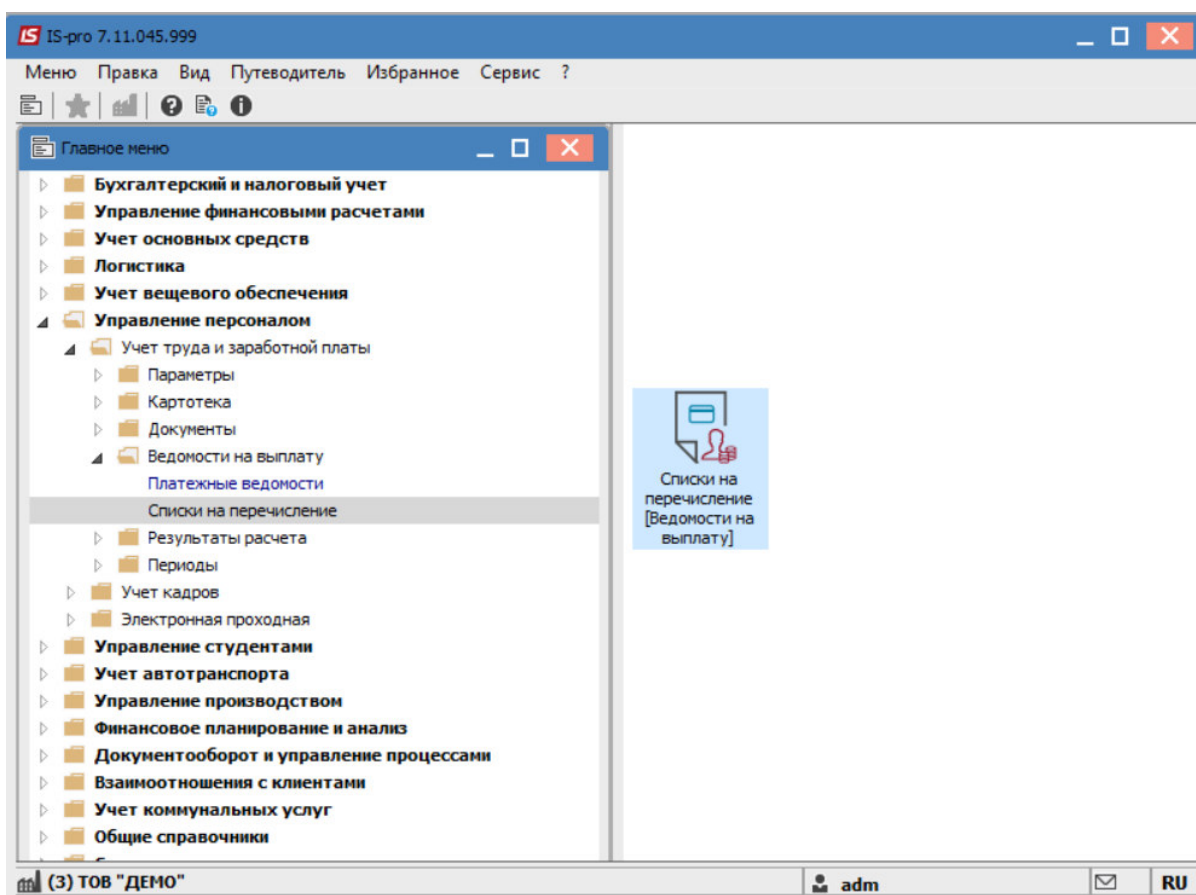 IS-pro 7.11.045.999
Меню Правка Вид Путеводитель Избранное Сервис ?
Главное меню
Бухгалтерский и налоговый учет
Управление финансовыми расчетами
Учет основных средств
Логистика
Учет вещевого обеспечения
Управление персоналом
Учет труда и заработной платы
Параметры
Картотека
Документы
Ведомости на выплату
Платежные ведомости
Списки на перечисление
Результаты расчета
Периоды
Учет кадров
Электронная проходная
Управление студентами
Учет автотранспорта
Управление производством
Финансовое планирование и анализ
Документооборот и управление процессами
Взаимоотношения с клиентами
Учет коммунальных услуг
Общие справочники
Списки на
перечисление
[Ведомости на
выплату]
(3) ТОВ "ДЕМО"
adm
RU